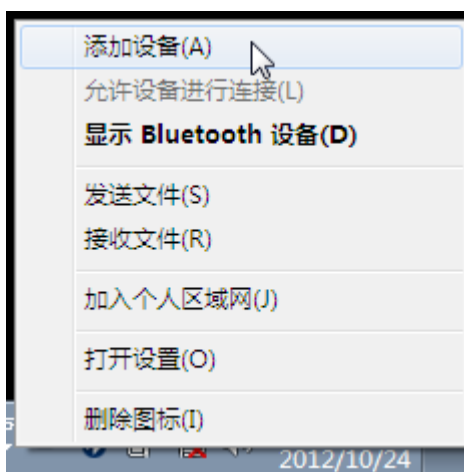 添加设备(A)
允许设备进行连接(L)
显示 Bluetooth 设备(D)
发送文件(S)
接收文件(R)
加入个人区域网(J)
打开设置(O)
删除图标(I)
2012/10/24